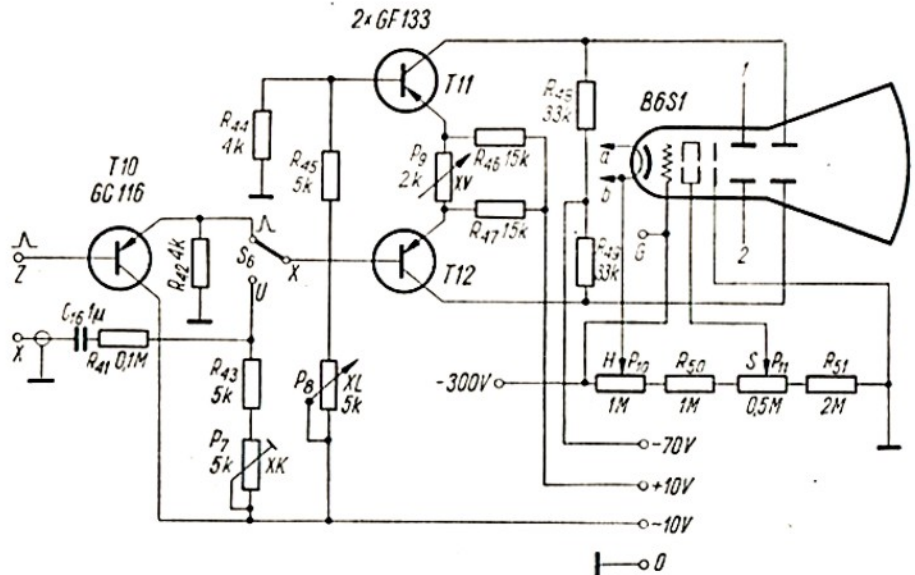 2x GF133
T11
R44
4k
R45
5k
P9
2k
XV
R46 15k
R47 15k
R48
33k
R49
33k
B6S1
1
2
a
b
G
T10
GC 116
Z
R42 4k
S6
X
U
T12
X
C16 1µ
R41 0,1M
R43
5k
P7
5k
XK
P8
XL
5k
-300V
H P10
1M
R50
1M
S P11
0,5M
R51
2M
-70V
+10V
-10V
0